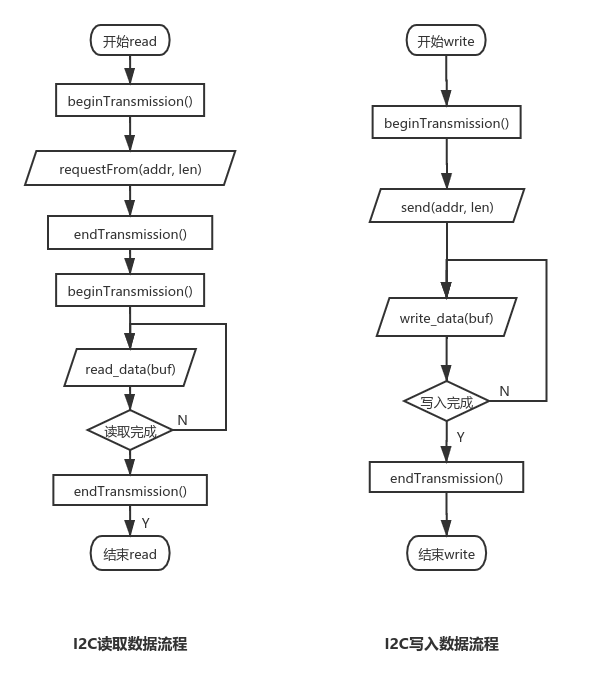 开始read
beginTransmission()
requestFrom(addr, len)
endTransmission()
beginTransmission()
read_data(buf)
读取完成
N
endTransmission()
Y
结束read
I2C读取数据流程
开始write
beginTransmission()
send(addr, len)
write_data(buf)
写入完成
N
Y
endTransmission()
结束write
I2C写入数据流程